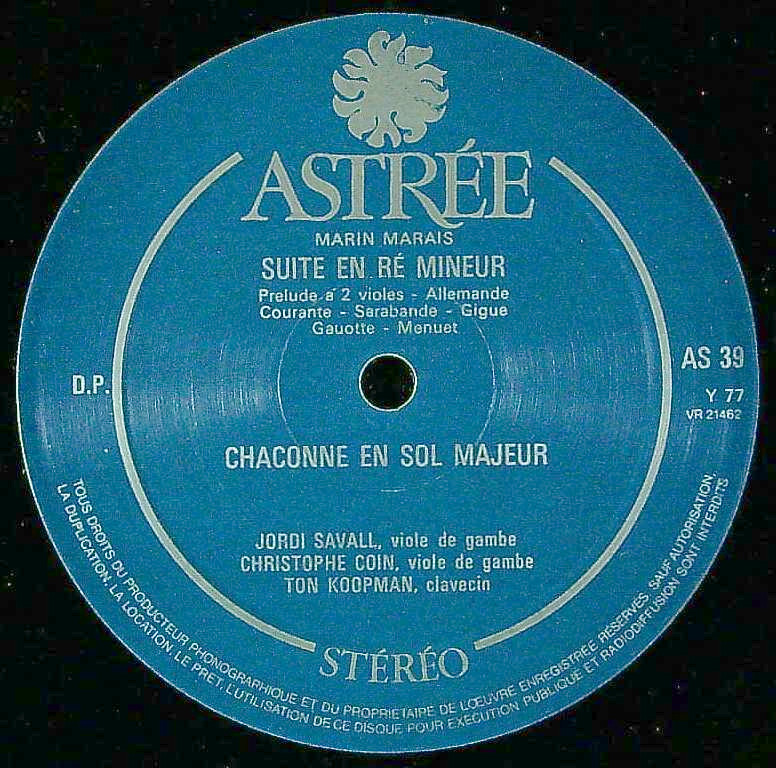 ASTRÉE
MARIN MARAIS
SUITE EN RÉ MINEUR
Prelude a 2 violes - Allemande
Courante - Sarabande - Gigue
Gauotte - Menuet
D.P.
AS 39
Y 77
VR 21462
CHACONNE EN SOL MAJEUR
JORDI SAVALL, viole de gambe
CHRISTOPHE COIN, viole de gambe
TON KOOPMAN, clavecin
STÉRÉO
TOUS DROITS DU PRODUCTEUR PHONOGRARHIQUE ET DU PROPRIETAIRE DE L'ŒUVRE ENREGISTREE RESERVES, SAUF AUTORISATION,
LA DUPLICATION, LA LOCATION, LE PRET, L'UTILISATION DE CE DISQUE POUR EXECUTION PUBLIQUE ET RADIODIFFUSION SONT INTERDITS